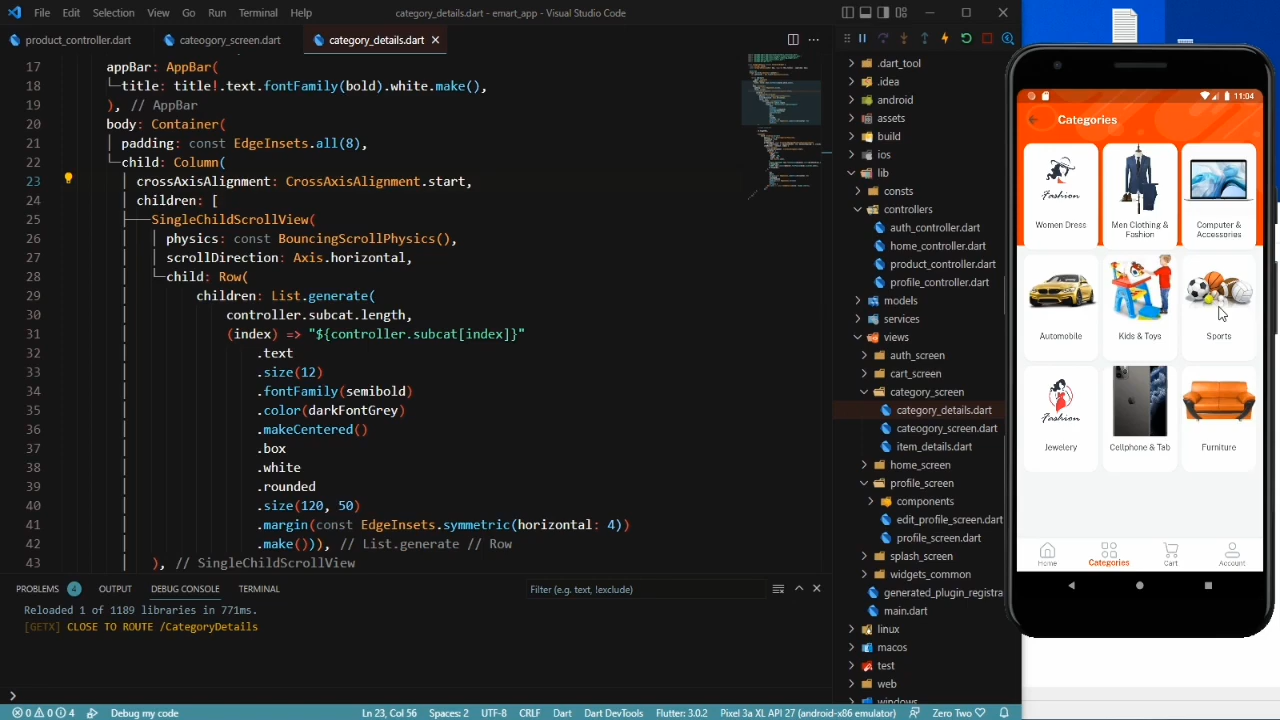 File Edit Selection View Go Run Terminal Help category_details.dart - emart_app - Visual Studio Code
product_controller.dart cateogory_screen.dart category_details.dart
17 appBar: AppBar(
18 title: title!.text.fontFamily(bold).white.make(),
19 ), // AppBar
20 body: Container(
21 padding: const EdgeInsets.all(8),
22 child: Column(
23 crossAxisAlignment: CrossAxisAlignment.start,
24 children: [
25 SingleChildScrollView(
26 physics: const BouncingScrollPhysics(),
27 scrollDirection: Axis.horizontal,
28 child: Row(
29 children: List.generate(
30 controller.subcat.length,
31 (index) => "${controller.subcat[index]}"
32 .text
33 .size(12)
34 .fontFamily(semibold)
35 .color(darkFontGrey)
36 .makeCentered()
37 .box
38 .white
39 .rounded
40 .size(120, 50)
41 .margin(const EdgeInsets.symmetric(horizontal: 4))
42 .make())), // List.generate // Row
43 ), // SingleChildScrollView
PROBLEMS 4 OUTPUT DEBUG CONSOLE TERMINAL Filter (e.g. text, !exclude)
Reloaded 1 of 1189 libraries in 771ms.
[GETX] CLOSE TO ROUTE /CategoryDetails
.dart_tool
.idea
android
assets
build
ios
lib
consts
controllers
auth_controller.dart
home_controller.dart
product_controller.dart
profile_controller.dart
models
services
views
auth_screen
cart_screen
category_screen
category_details.dart
cateogory_screen.dart
item_details.dart
home_screen
profile_screen
components
edit_profile_screen.dart
profile_screen.dart
splash_screen
widgets_common
generated_plugin_registra
main.dart
linux
macos
test
web
windows
0 0 4 Debug my code Ln 23, Col 56 Spaces: 2 UTF-8 CRLF Dart Dart DevTools Flutter: 3.0.2 Pixel 3a XL API 27 (android-x86 emulator) Zero Two
11:04
Categories
Fashion
Women Dress Men Clothing & Fashion Computer & Accessories
Automobile Kids & Toys Sports
Fashion
Jewelery Cellphone & Tab Furniture
Home Categories Cart Account